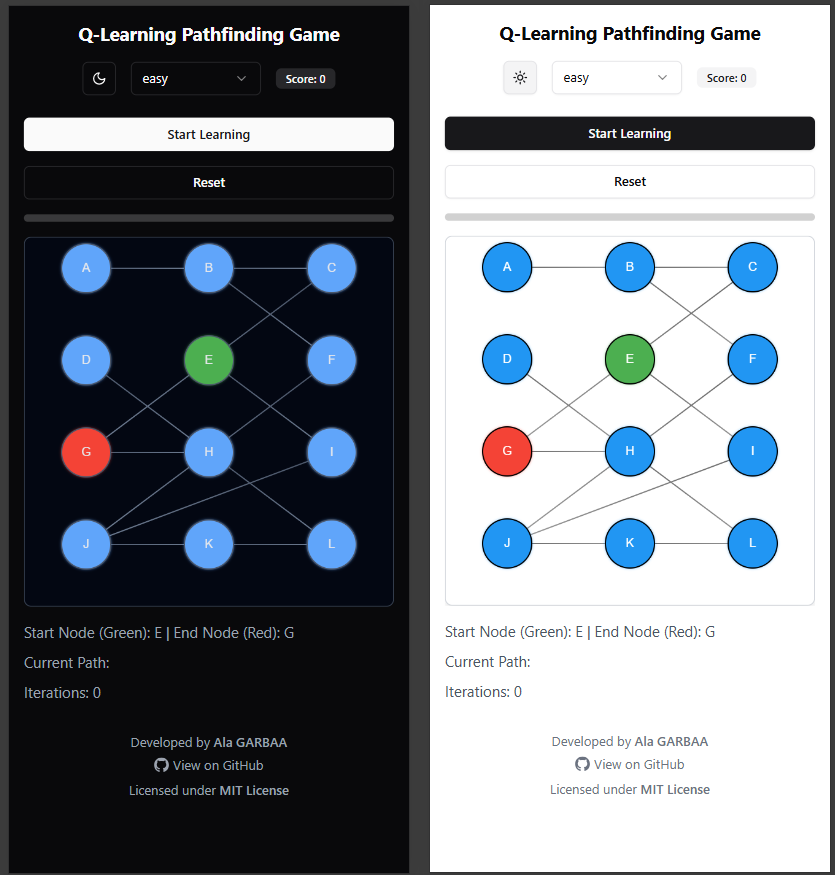 Q-Learning Pathfinding Game
easy
Score: 0
Start Learning
Reset
A
B
C
D
E
F
G
H
I
J
K
L
Start Node (Green): E | End Node (Red): G
Current Path:
Iterations: 0
Developed by Ala GARBAA
View on GitHub
Licensed under MIT License
Q-Learning Pathfinding Game
easy
Score: 0
Start Learning
Reset
A
B
C
D
E
F
G
H
I
J
K
L
Start Node (Green): E | End Node (Red): G
Current Path:
Iterations: 0
Developed by Ala GARBAA
View on GitHub
Licensed under MIT License